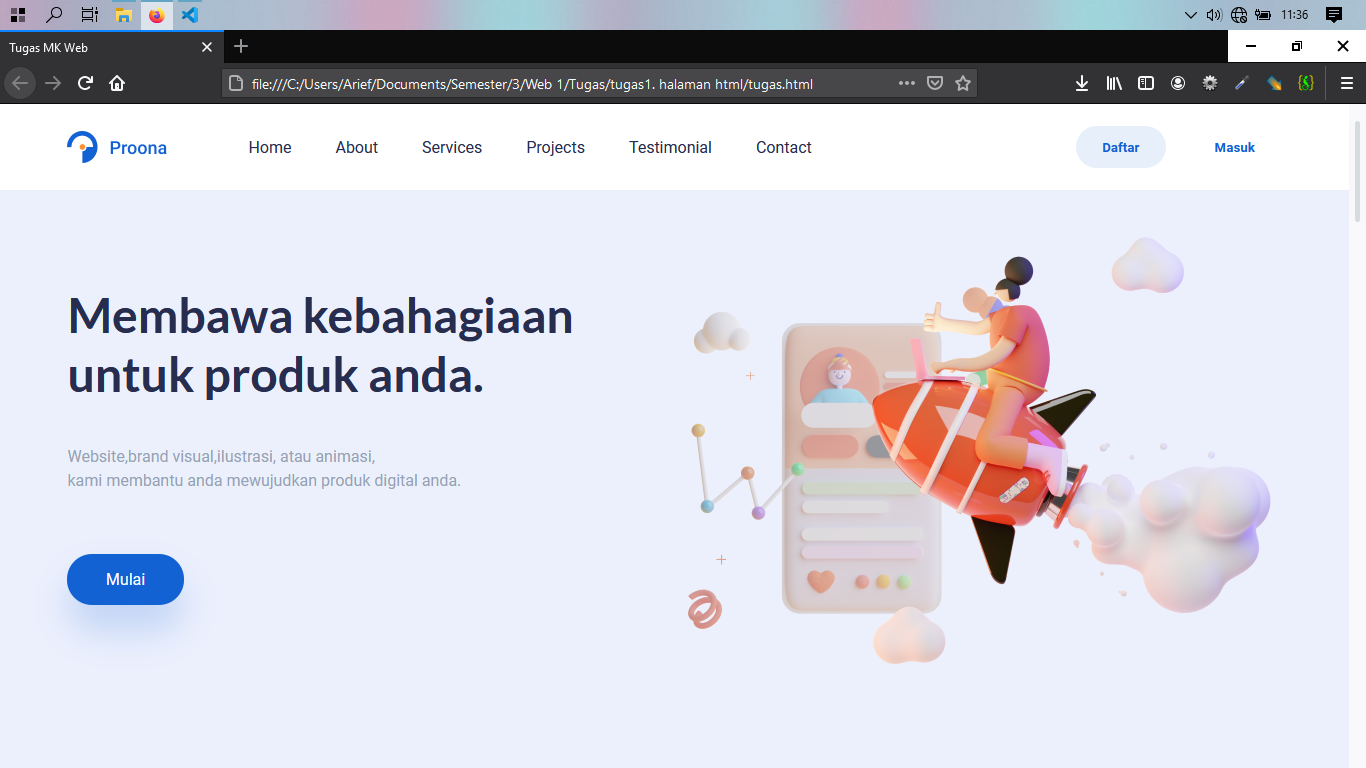 11:36
Tugas MK Web
file:///C:/Users/Arief/Documents/Semester/3/Web 1/Tugas/tugas1. halaman html/tugas.html
Proona Home About Services Projects Testimonial Contact Daftar Masuk
Membawa kebahagiaan
untuk produk anda.
Website,brand visual,ilustrasi, atau animasi,
kami membantu anda mewujudkan produk digital anda.
Mulai